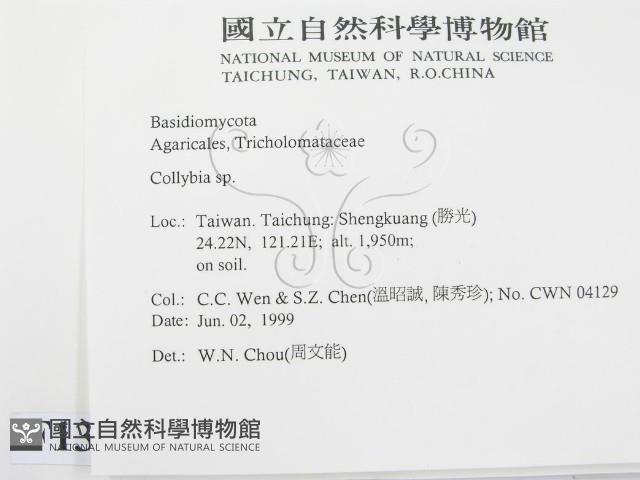 國立自然科學博物館
NATIONAL MUSEUM OF NATURAL SCIENCE
TAICHUNG, TAIWAN, R.O.CHINA
Basidiomycota
Agaricales, Tricholomataceae
Collybia sp.
Loc.: Taiwan. Taichung: Shengkuang (勝光)
24.22N, 121.21E; alt. 1,950m;
on soil.
Col.: C.C. Wen & S.Z. Chen(溫昭誠, 陳秀珍); No. CWN 04129
Date: Jun. 02, 1999
Det.: W.N. Chou(周文能)
國立自然科學博物館
NATIONAL MUSEUM OF NATURAL SCIENCE